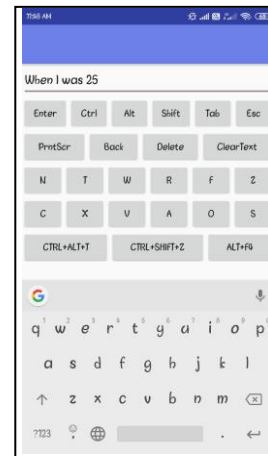 11:58 AM
When I was 25
Enter Ctrl Alt Shift Tab Esc
PrntScr Back Delete ClearText
N T W R F Z
C X V A O S
CTRL+ALT+T CTRL+SHIFT+Z ALT+F4
G
q w e r t y u i o p
a s d f g h j k l
z x c v b n m
?123 .